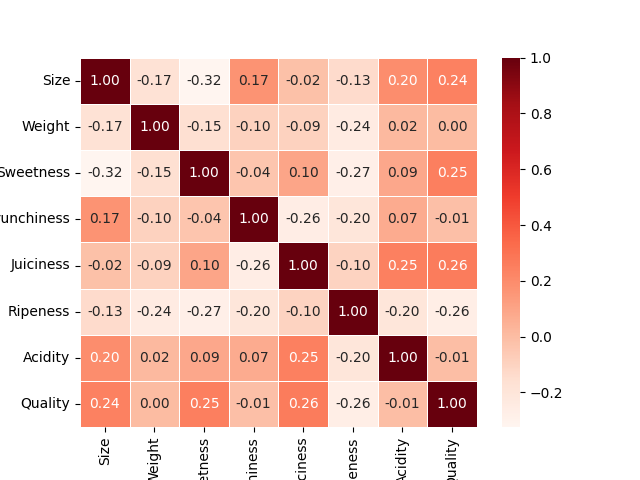 1.0
Size 1.00 -0.17 -0.32 0.17 -0.02 -0.13 0.20 0.24
0.8
Weight -0.17 1.00 -0.15 -0.10 -0.09 -0.24 0.02 0.00
Sweetness -0.32 -0.15 1.00 -0.04 0.10 -0.27 0.09 0.25
0.6
unchiness 0.17 -0.10 -0.04 1.00 -0.26 -0.20 0.07 -0.01
0.4
Juiciness -0.02 -0.09 0.10 -0.26 1.00 -0.10 0.25 0.26
0.2
Ripeness -0.13 -0.24 -0.27 -0.20 -0.10 1.00 -0.20 -0.26
0.0
Acidity 0.20 0.02 0.09 0.07 0.25 -0.20 1.00 -0.01
−0.2
Quality 0.24 0.00 0.25 -0.01 0.26 -0.26 -0.01 1.00
Size
Weight
etness
hiness
ciness
eness
Acidity
uality